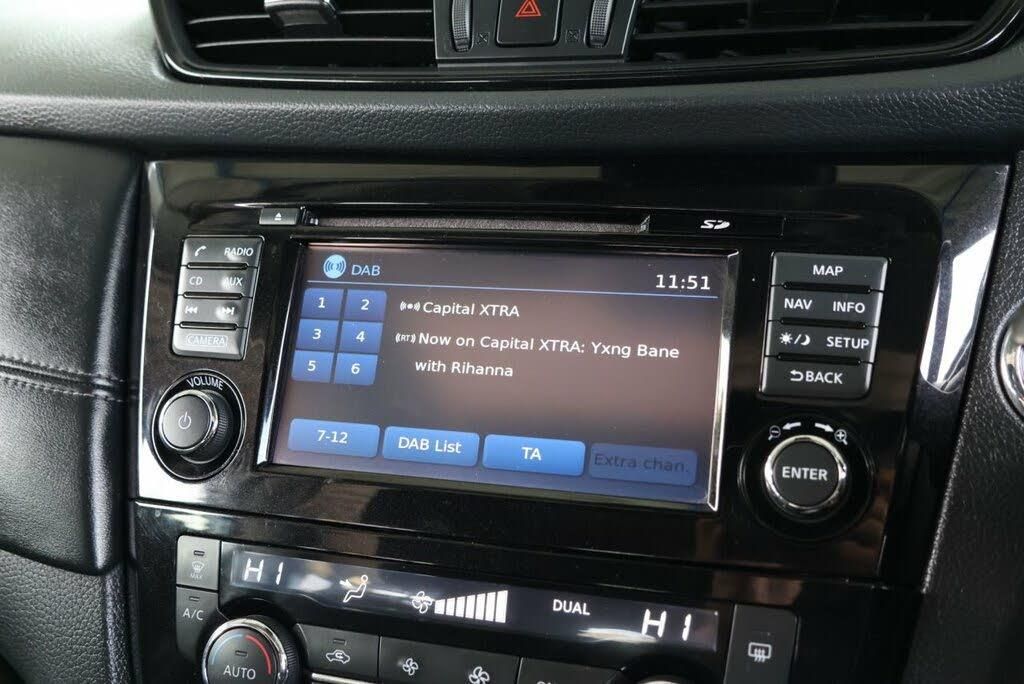 SD
RADIO
CD AUX
CAMERA
VOLUME
DAB 11:51
1 2
3 4
5 6
Capital XTRA
(RT) Now on Capital XTRA: Yxng Bane
with Rihanna
7-12 DAB List TA Extra chan.
MAP
NAV INFO
SETUP
BACK
ENTER
MAX
A/C
HI DUAL HI
AUTO